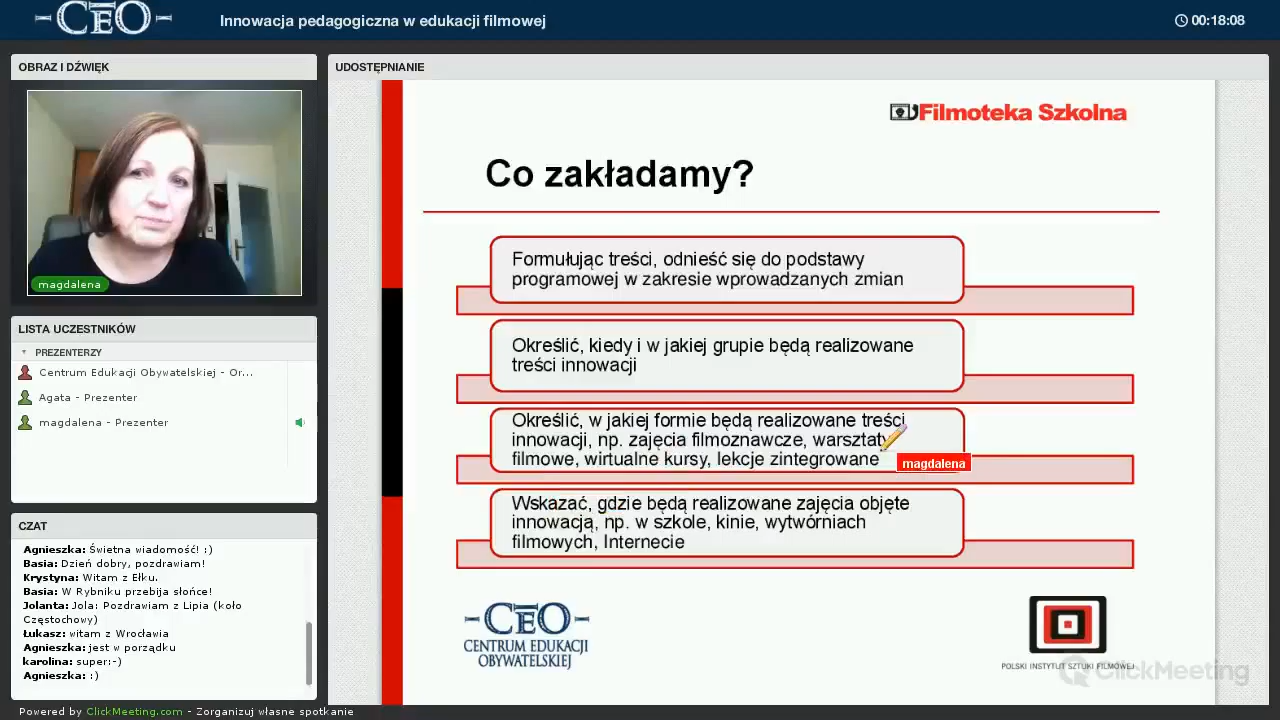 CEO
Innowacja pedagogiczna w edukacji filmowej
00:18:08
OBRAZ I DŹWIĘK
magdalena
LISTA UCZESTNIKÓW
PREZENTERZY
Centrum Edukacji Obywatelskiej - Or...
Agata - Prezenter
magdalena - Prezenter
CZAT
Agnieszka: Świetna wiadomość! :)
Basia: Dzień dobry, pozdrawiam!
Krystyna: Witam z Ełku.
Basia: W Rybniku przebija słońce!
Jolanta: Jola: Pozdrawiam z Lipia (koło
Częstochowy)
Łukasz: witam z Wrocławia
Agnieszka: jest w porządku
karolina: super:-)
Agnieszka: :)
Powered by ClickMeeting.com - Zorganizuj własne spotkanie
UDOSTĘPNIANIE
Filmoteka Szkolna
Co zakładamy?
Formułując treści, odnieść się do podstawy
programowej w zakresie wprowadzanych zmian
Określić, kiedy i w jakiej grupie będą realizowane
treści innowacji
Określić, w jakiej formie będą realizowane treści
innowacji, np. zajęcia filmoznawcze, warsztaty
filmowe, wirtualne kursy, lekcje zintegrowane
magdalena
Wskazać, gdzie będą realizowane zajęcia objęte
innowacją, np. w szkole, kinie, wytwórniach
filmowych, Internecie
CEO
CENTRUM EDUKACJI
OBYWATELSKIEJ
POLSKI INSTYTUT SZTUKI FILMOWEJ
ClickMeeting